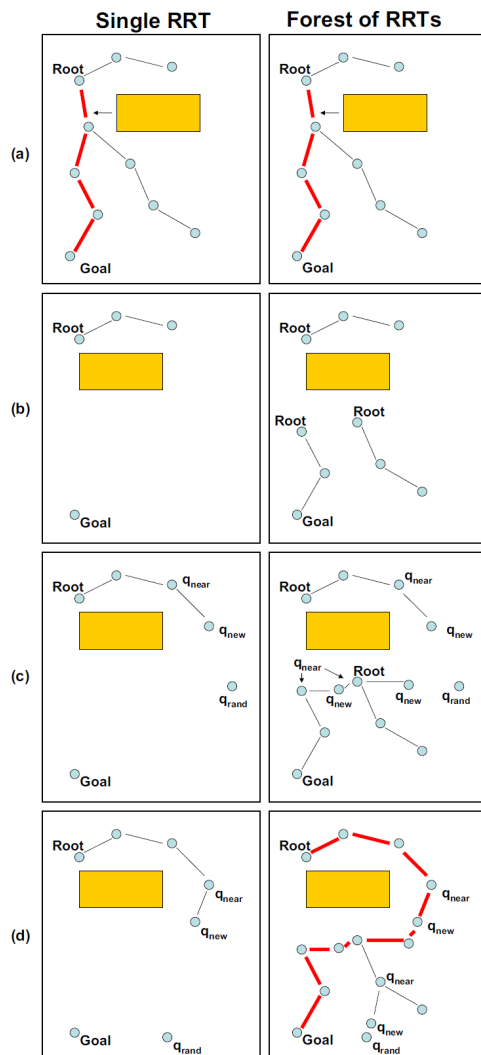 Single RRT
Forest of RRTs
(a)
Root
Goal
Root
Goal
(b)
Root
Goal
Root
Root
Root
Goal
(c)
Root
qnear
qnew
qrand
Goal
Root
qnear
qnew
qnear
Root
qnew
qnew
qrand
Goal
(d)
Root
qnear
qnew
Goal
qrand
Root
qnear
qnew
qnear
qnew
Goal
qrand